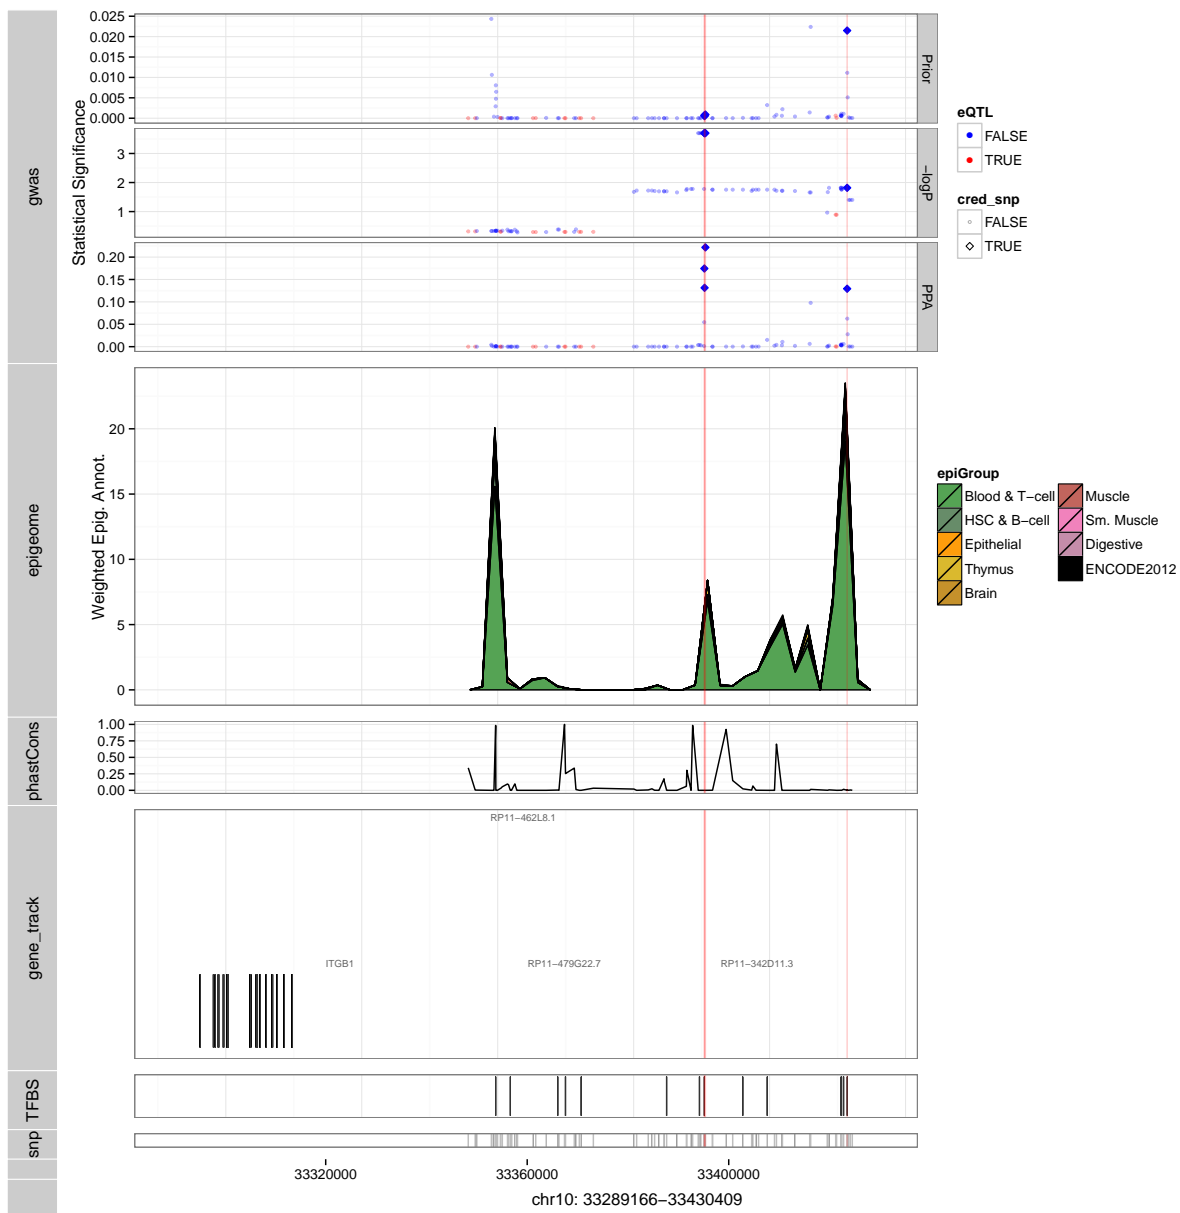 gwas
Statistical Significance
0.025
0.020
0.015
0.010
0.005
0.000
Prior
3
2
1
−logP
0.20
0.15
0.10
0.05
0.00
PPA
eQTL
FALSE
TRUE
cred_snp
FALSE
TRUE
epigeome
Weighted Epig. Annot.
20
15
10
5
0
epiGroup
Blood & T−cell
HSC & B−cell
Epithelial
Thymus
Brain
Muscle
Sm. Muscle
Digestive
ENCODE2012
phastCons
1.00
0.75
0.50
0.25
0.00
gene_track
RP11−462L8.1
ITGB1
RP11−479G22.7
RP11−342D11.3
TFBS
snp
33320000
33360000
33400000
chr10: 33289166−33430409